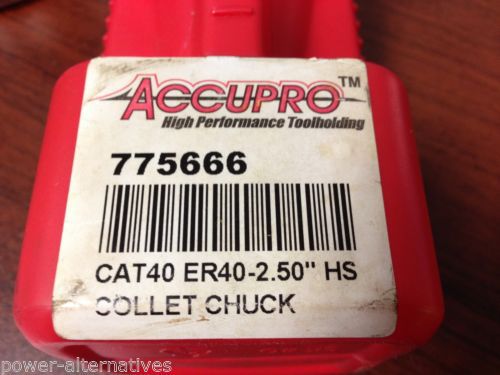 ACCUPRO™
High Performance Toolholding
775666
CAT40 ER40-2.50" HS
COLLET CHUCK
power-alternatives